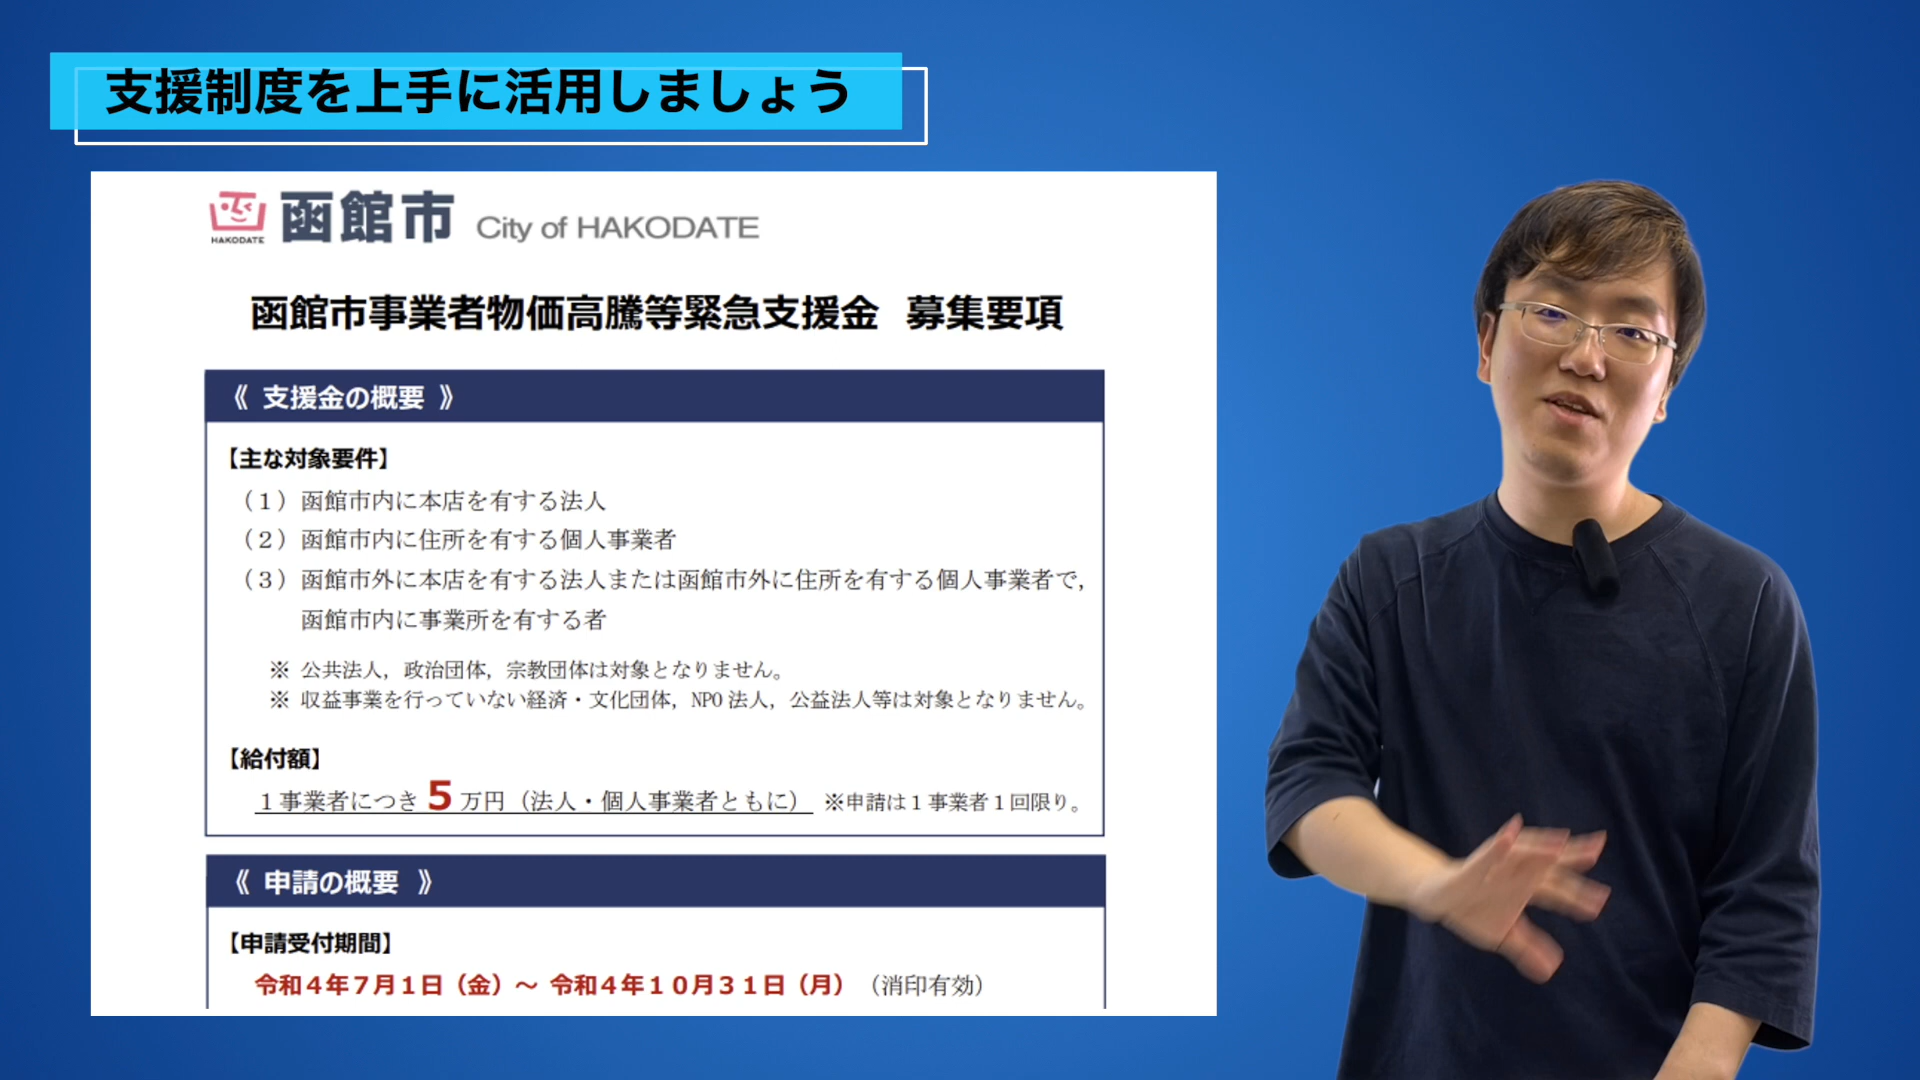 支援制度を上手に活用しましょう
HAKODATE
函館市 City of HAKODATE
函館市事業者物価高騰等緊急支援金 募集要項
《 支援金の概要 》
【主な対象要件】
（１）函館市内に本店を有する法人
（２）函館市内に住所を有する個人事業者
（３）函館市外に本店を有する法人または函館市外に住所を有する個人事業者で，
函館市内に事業所を有する者
※ 公共法人，政治団体，宗教団体は対象となりません。
※ 収益事業を行っていない経済・文化団体，NPO法人，公益法人等は対象となりません。
【給付額】
１事業者につき５万円（法人・個人事業者ともに） ※申請は１事業者１回限り。
《 申請の概要 》
【申請受付期間】
令和４年７月１日（金）～ 令和４年１０月３１日（月）（消印有効）